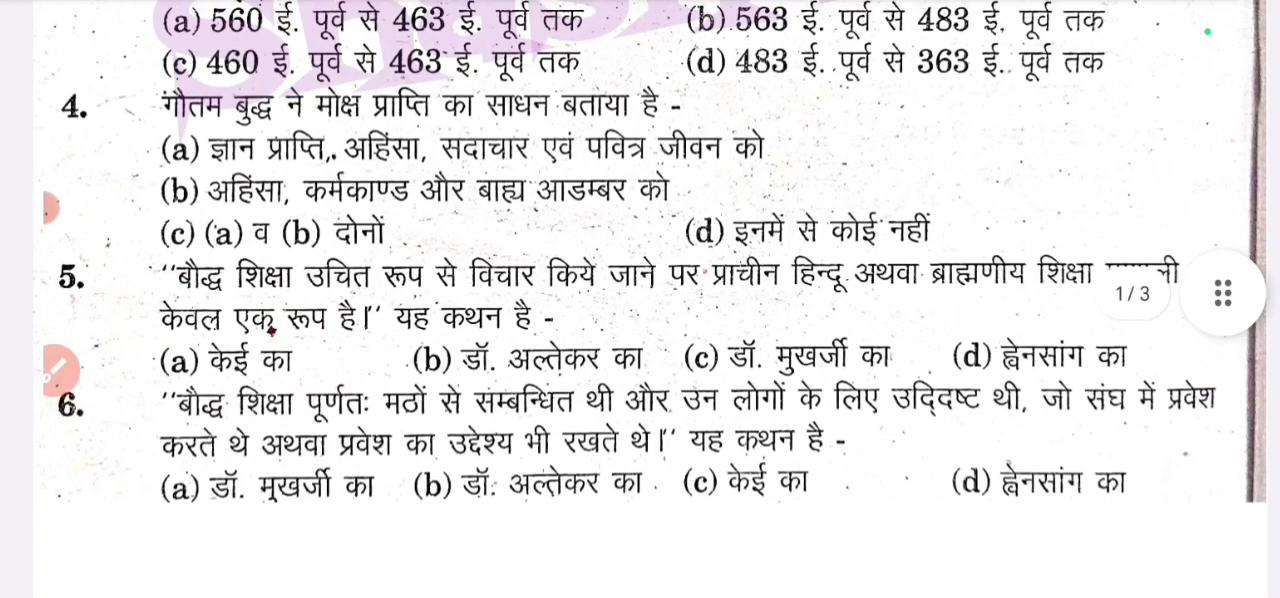 (a) 560 ई. पूर्व से 463 ई. पूर्व तक (b) 563 ई. पूर्व से 483 ई. पूर्व तक
(c) 460 ई. पूर्व से 463 ई. पूर्व तक (d) 483 ई. पूर्व से 363 ई. पूर्व तक
4. गौतम बुद्ध ने मोक्ष प्राप्ति का साधन बताया है -
(a) ज्ञान प्राप्ति, अहिंसा, सदाचार एवं पवित्र जीवन को
(b) अहिंसा, कर्मकाण्ड और बाह्य आडम्बर को
(c) (a) व (b) दोनों (d) इनमें से कोई नहीं
5. ''बौद्ध शिक्षा उचित रूप से विचार किये जाने पर प्राचीन हिन्दू अथवा ब्राह्मणीय शिक्षा
1/3
केवल एक रूप है।'' यह कथन है -
(a) केई का (b) डॉ. अल्तेकर का (c) डॉ. मुखर्जी का (d) ह्वेनसांग का
6. ''बौद्ध शिक्षा पूर्णतः मठों से सम्बन्धित थी और उन लोगों के लिए उद्दिष्ट थी, जो संघ में प्रवेश
करते थे अथवा प्रवेश का उद्देश्य भी रखते थे।'' यह कथन है -
(a) डॉ. मुखर्जी का (b) डॉ. अल्तेकर का (c) केई का (d) ह्वेनसांग का